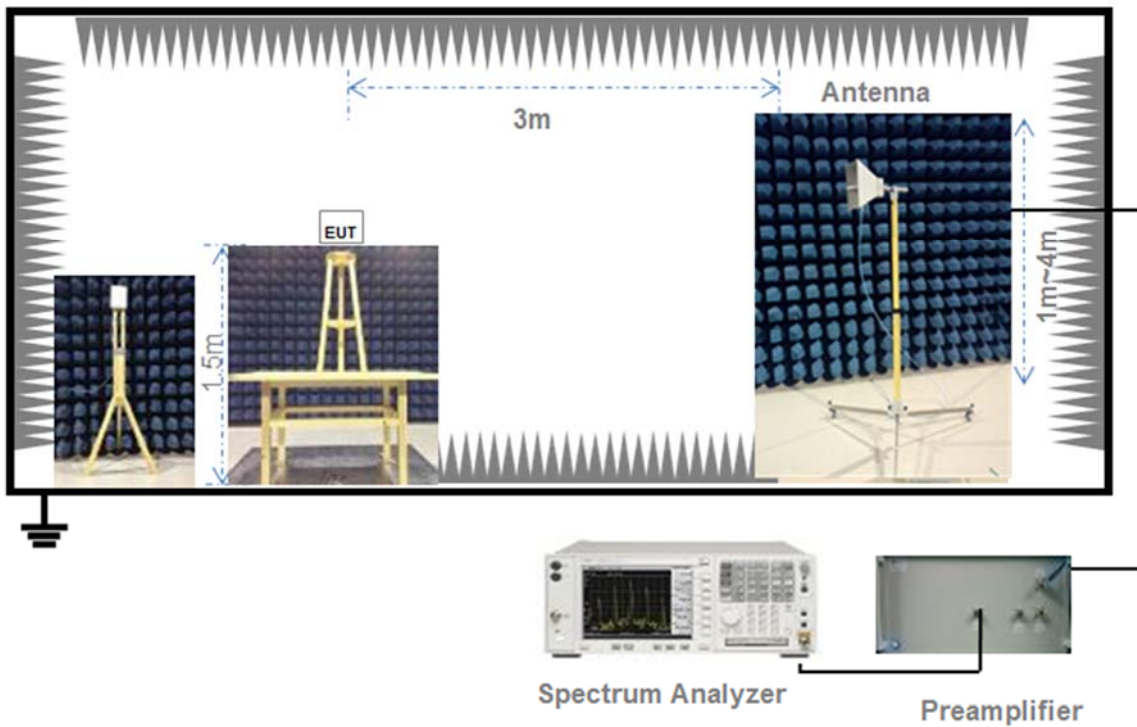 3m
Antenna
EUT
1.5m
1m~4m
Spectrum Analyzer
Preamplifier